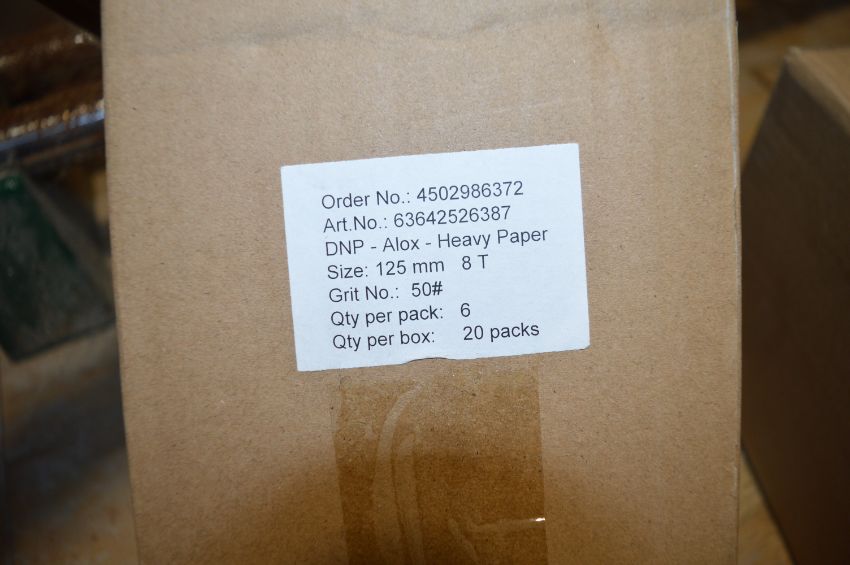 Order No.: 4502986372
Art.No.: 63642526387
DNP - Alox - Heavy Paper
Size: 125 mm 8 T
Grit No.: 50#
Qty per pack: 6
Qty per box: 20 packs